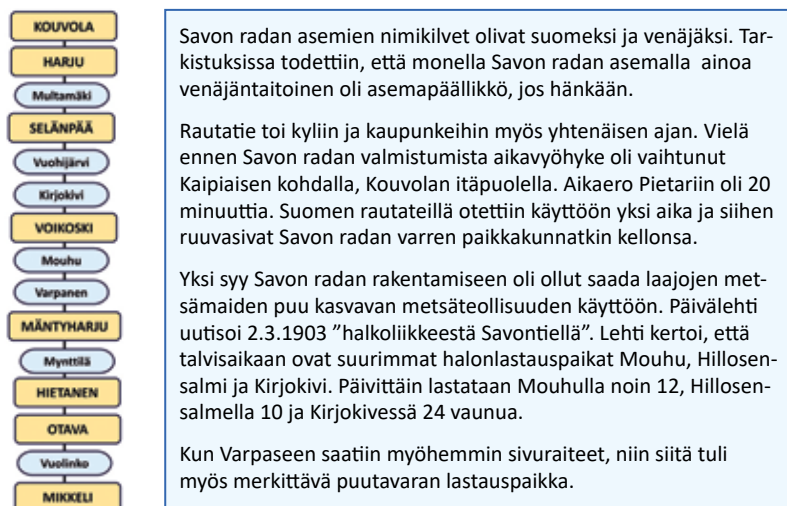 KOUVOLA
HARJU
Multamäki
SELÄNPÄÄ
Vuohijärvi
Kirjokivi
VOIKOSKI
Mouhu
Varpanen
MÄNTYHARJU
Mynttilä
HIETANEN
OTAVA
Vuolinko
MIKKELI
Savon radan asemien nimikilvet olivat suomeksi ja venäjäksi. Tar-
kistuksissa todettiin, että monella Savon radan asemalla ainoa
venäjäntaitoinen oli asemapäällikkö, jos hänkään.
Rautatie toi kyliin ja kaupunkeihin myös yhtenäisen ajan. Vielä
ennen Savon radan valmistumista aikavyöhyke oli vaihtunut
Kaipiaisen kohdalla, Kouvolan itäpuolella. Aikaero Pietariin oli 20
minuuttia. Suomen rautateillä otettiin käyttöön yksi aika ja siihen
ruuvasivat Savon radan varren paikkakunnatkin kellonsa.
Yksi syy Savon radan rakentamiseen oli ollut saada laajojen met-
sämaiden puu kasvavan metsäteollisuuden käyttöön. Päivälehti
uutisoi 2.3.1903 ”halkoliikkeestä Savontiellä”. Lehti kertoi, että
talvisaikaan ovat suurimmat halonlastauspaikat Mouhu, Hillosen-
salmi ja Kirjokivi. Päivittäin lastataan Mouhulla noin 12, Hillosen-
salmella 10 ja Kirjokivessä 24 vaunua.
Kun Varpaseen saatiin myöhemmin sivuraiteet, niin siitä tuli
myös merkittävä puutavaran lastauspaikka.